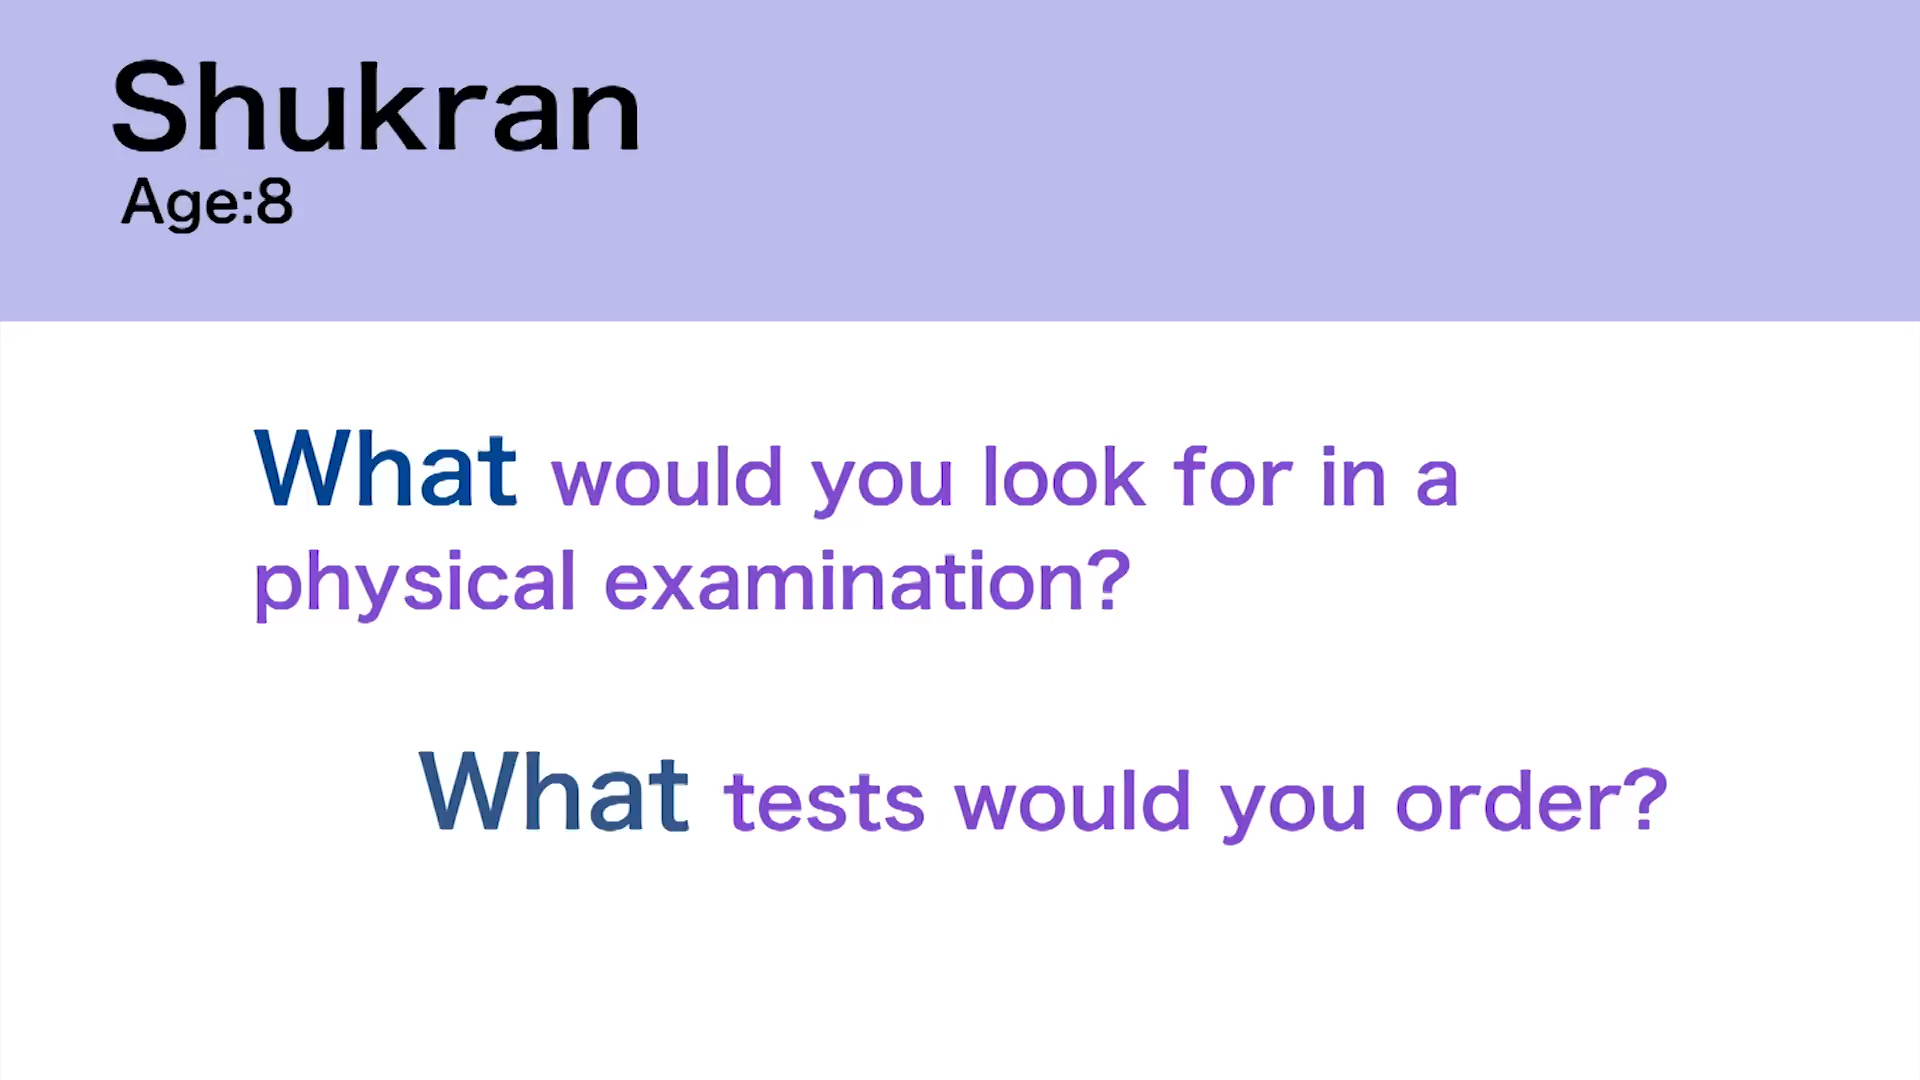 Shukran
Age:8
What would you look for in a
physical examination?
What tests would you order?